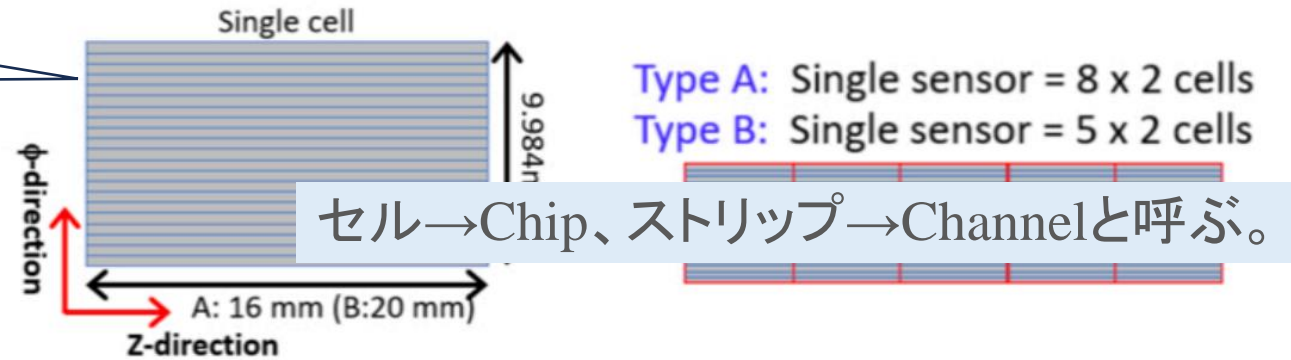 Single cell
9.984
φ-direction
A: 16 mm (B:20 mm)
Z-direction
Type A: Single sensor = 8 x 2 cells
Type B: Single sensor = 5 x 2 cells
セル→Chip、ストリップ→Channelと呼ぶ。